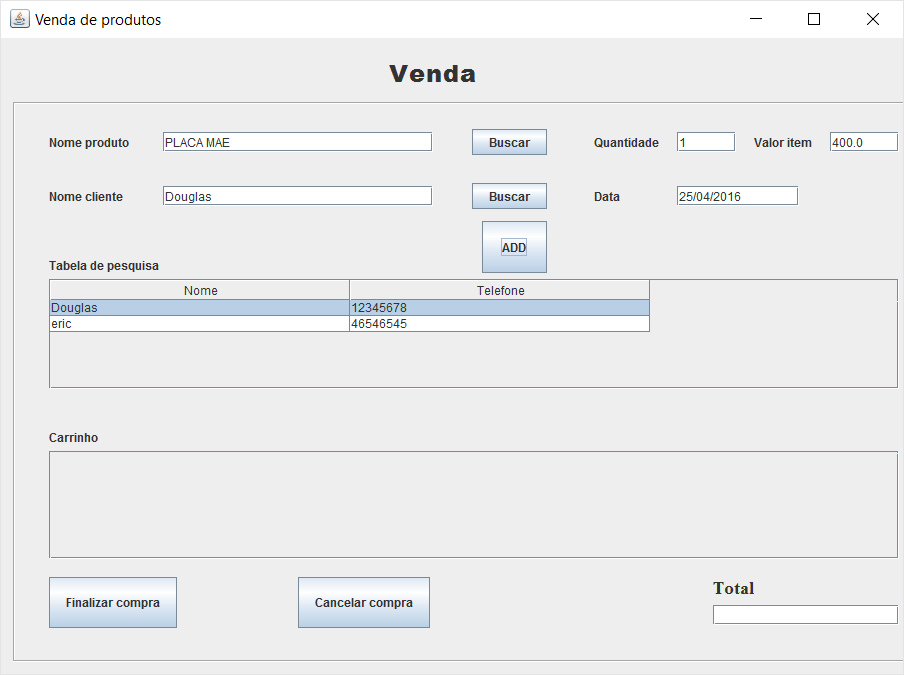 Venda de produtos
Venda
Nome produto PLACA MAE Buscar Quantidade 1 Valor item 400.0
Nome cliente Douglas Buscar Data 25/04/2016
ADD
Tabela de pesquisa
Nome Telefone
Douglas 12345678
eric 46546545
Carrinho
Finalizar compra Cancelar compra Total